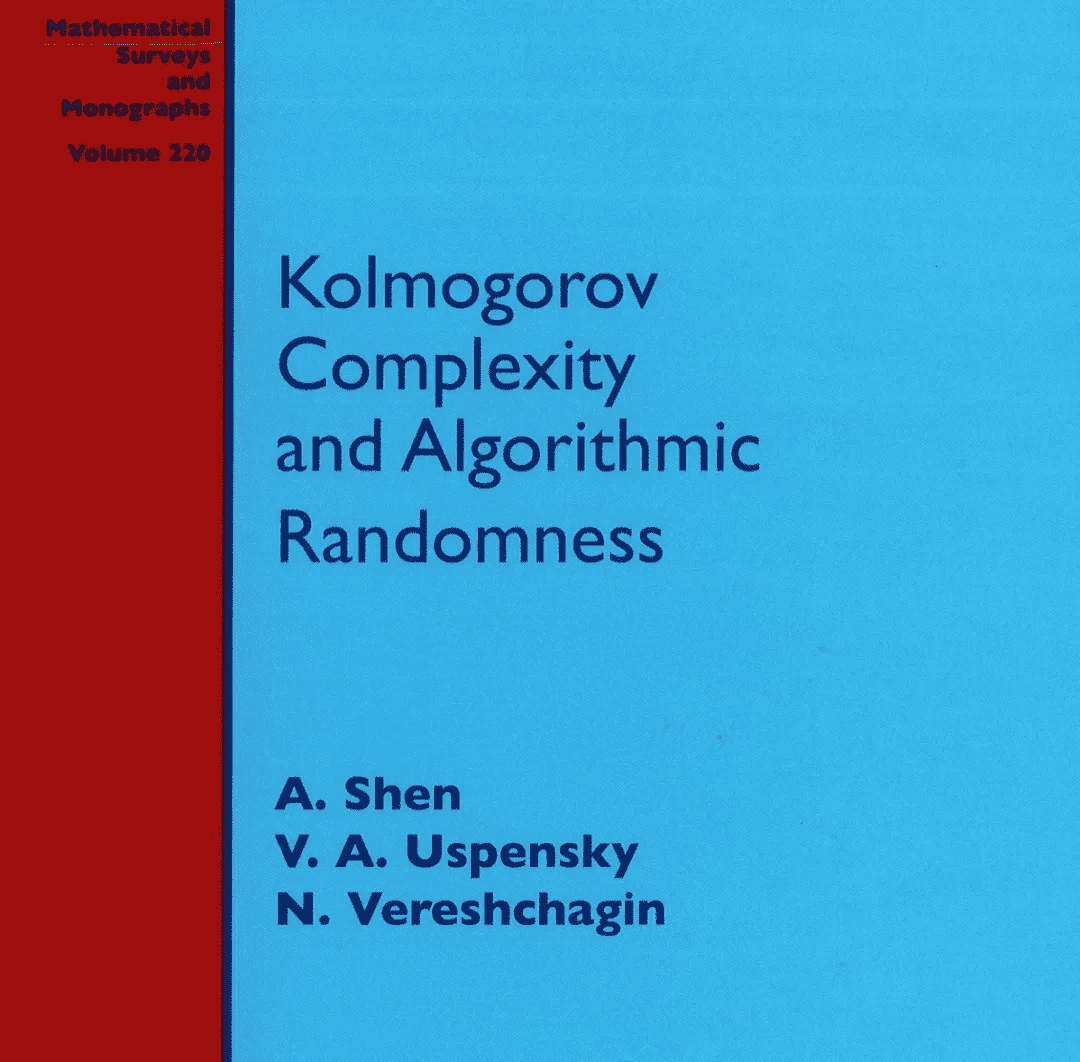 Mathematical
Surveys
and
Monographs
Volume 220
Kolmogorov
Complexity
and Algorithmic
Randomness
A. Shen
V. A. Uspensky
N. Vereshchagin